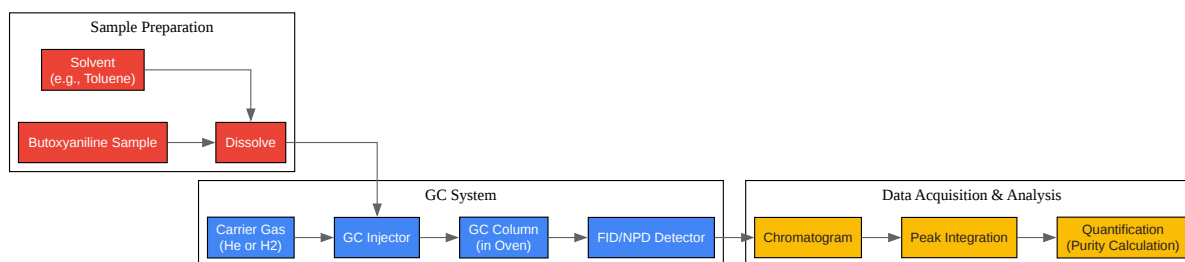 Sample Preparation
Solvent
(e.g., Toluene)
Butoxyaniline Sample
Dissolve
GC System
Carrier Gas
(He or H2)
GC Injector
GC Column
(in Oven)
FID/NPD Detector
Data Acquisition & Analysis
Chromatogram
Peak Integration
Quantification
(Purity Calculation)